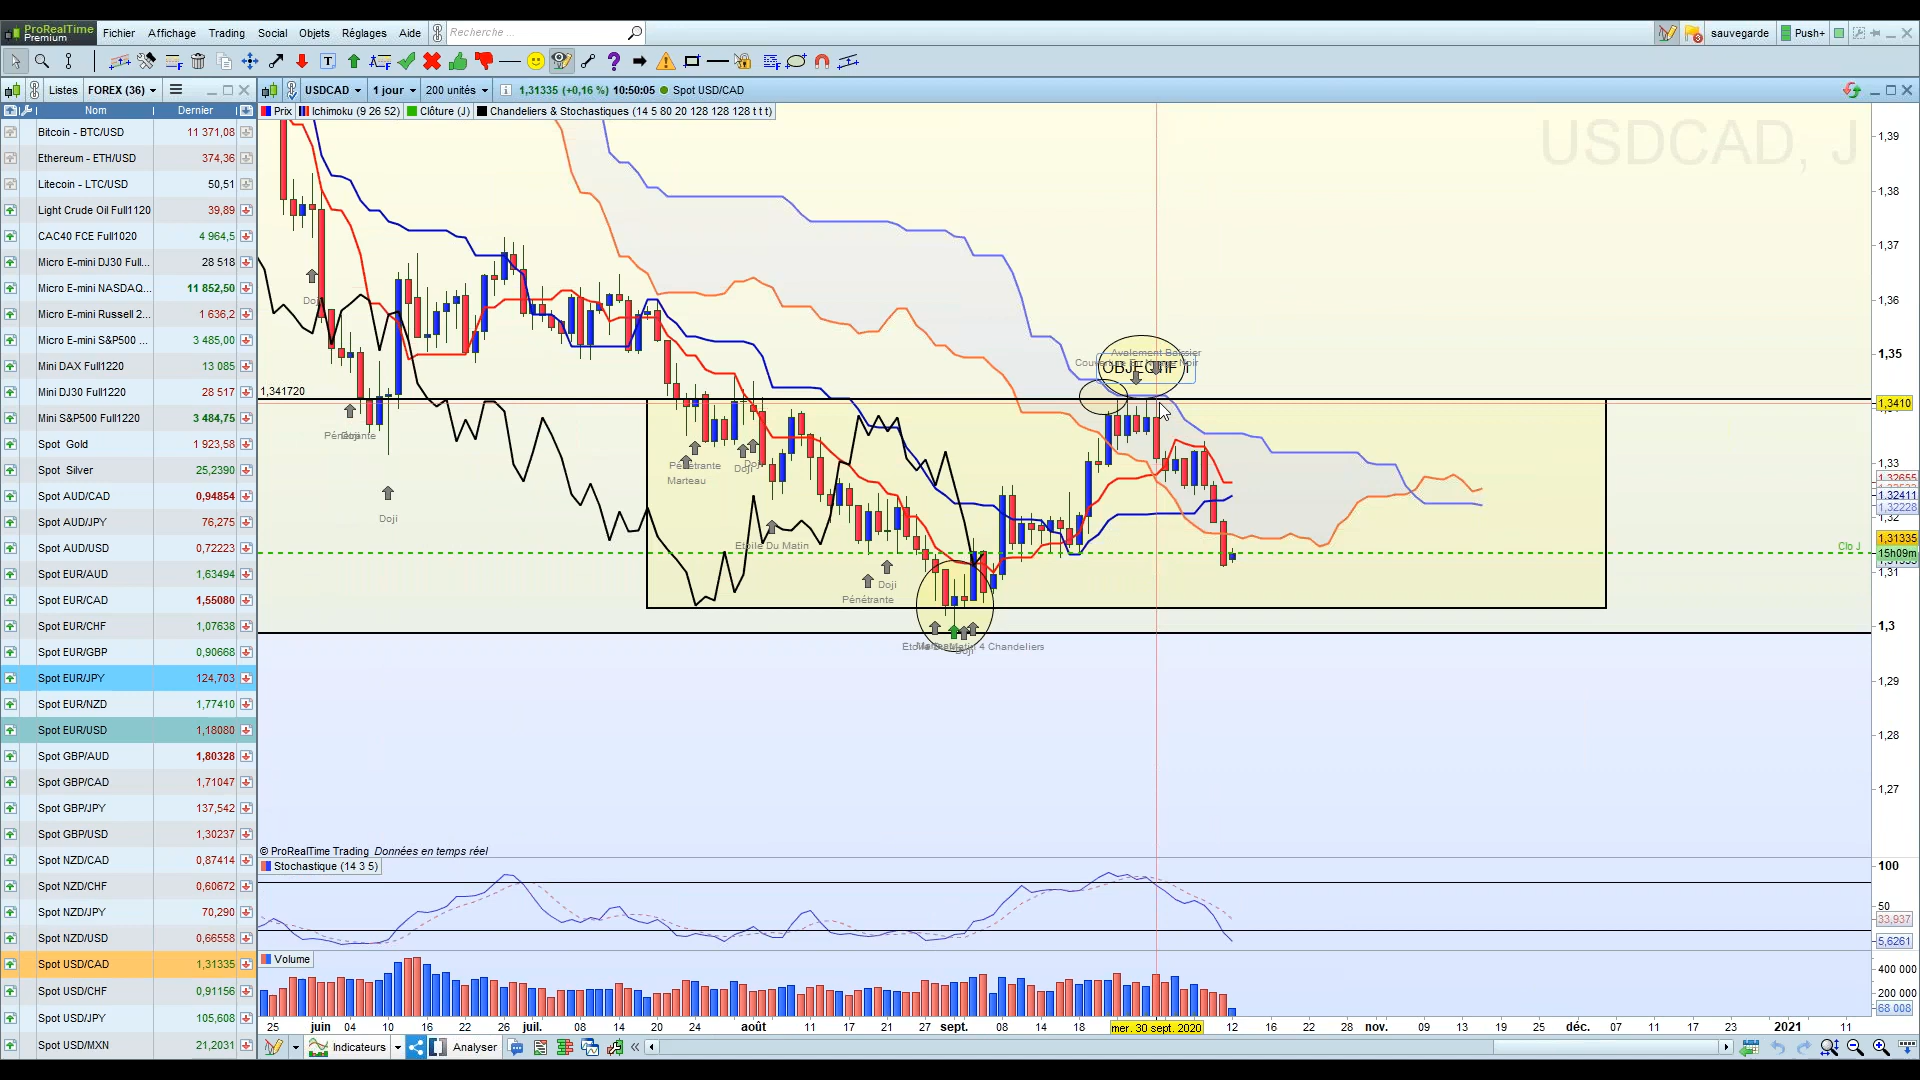 ProRealTime
Premium
Fichier Affichage Trading Social Objets Réglages Aide Recherche ... sauvegarde Push+
Listes FOREX (36) USDCAD 1 jour 200 unités 1,31335 (+0,16 %) 10:50:05 Spot USD/CAD
Nom Dernier
Prix Ichimoku (9 26 52) Clôture (J) Chandeliers & Stochastiques (14 5 80 20 128 128 128 t t t)
Bitcoin - BTC/USD 11 371,08
Ethereum - ETH/USD 374,36
Litecoin - LTC/USD 50,51
Light Crude Oil Full1120 39,89
CAC40 FCE Full1020 4 964,5
Micro E-mini DJ30 Full... 28 518
Micro E-mini NASDAQ... 11 852,50
Micro E-mini Russell 2... 1 636,2
Micro E-mini S&P500 ... 3 485,00
Mini DAX Full1220 13 085
Mini DJ30 Full1220 28 517
Mini S&P500 Full1220 3 484,75
Spot Gold 1 923,58
Spot Silver 25,2390
Spot AUD/CAD 0,94854
Spot AUD/JPY 76,275
Spot AUD/USD 0,72223
Spot EUR/AUD 1,63494
Spot EUR/CAD 1,55080
Spot EUR/CHF 1,07638
Spot EUR/GBP 0,90668
Spot EUR/JPY 124,703
Spot EUR/NZD 1,77410
Spot EUR/USD 1,18080
Spot GBP/AUD 1,80328
Spot GBP/CAD 1,71047
Spot GBP/JPY 137,542
Spot GBP/USD 1,30237
Spot NZD/CAD 0,87414
Spot NZD/CHF 0,60672
Spot NZD/JPY 70,290
Spot NZD/USD 0,66558
Spot USD/CAD 1,31335
Spot USD/CHF 0,91156
Spot USD/JPY 105,608
Spot USD/MXN 21,2031
USDCAD, J
1,39
1,38
1,37
1,36
1,35
1,3410
1,33
1,32655
1,32411
1,32228
1,32
1,31335
15h09m
1,31
1,3
1,29
1,28
1,27
1,341720
Doji
Pénétrante
Doji
Pénétrante
Marteau
Doji
Etoile Du Matin
Doji
Pénétrante
Avalement Baissier
OBJECTIF 1
Clo J
Doji
© ProRealTime Trading Données en temps réel
Stochastique (14 3 5)
100
50
33,937
5,6261
Volume
400 000
200 000
68 008
25 juin 04 10 16 22 26 juil. 08 14 20 24 août 11 17 21 27 sept. 08 14 18 mer. 30 sept. 2020 12 16 22 28 nov. 09 13 19 25 déc. 07 11 17 23 2021 11
Indicateurs Analyser